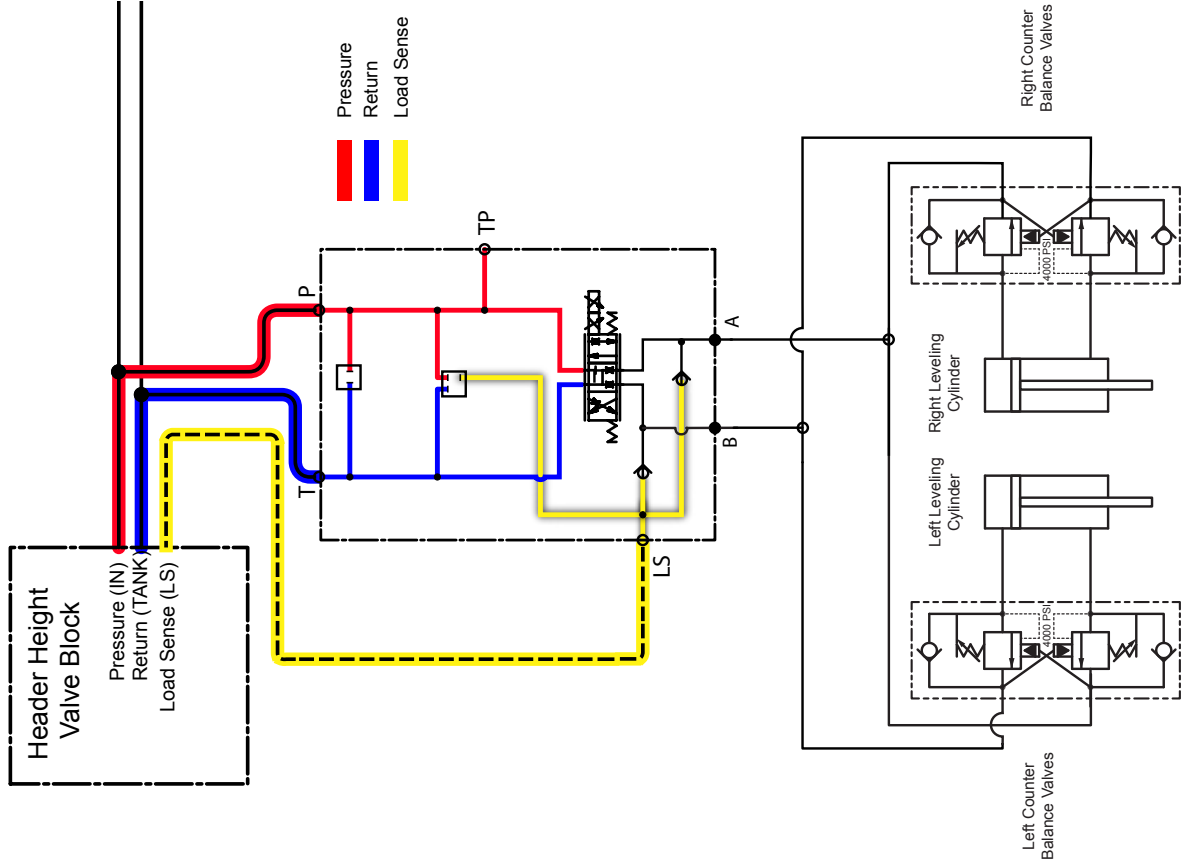 Header Height
Valve Block
Pressure (IN)
Return (TANK)
Load Sense (LS)
Pressure
Return
Load Sense
T
P
TP
LS
B
A
Left Counter
Balance Valves
4000 PSI
Left Leveling
Cylinder
Right Leveling
Cylinder
4000 PSI
Right Counter
Balance Valves